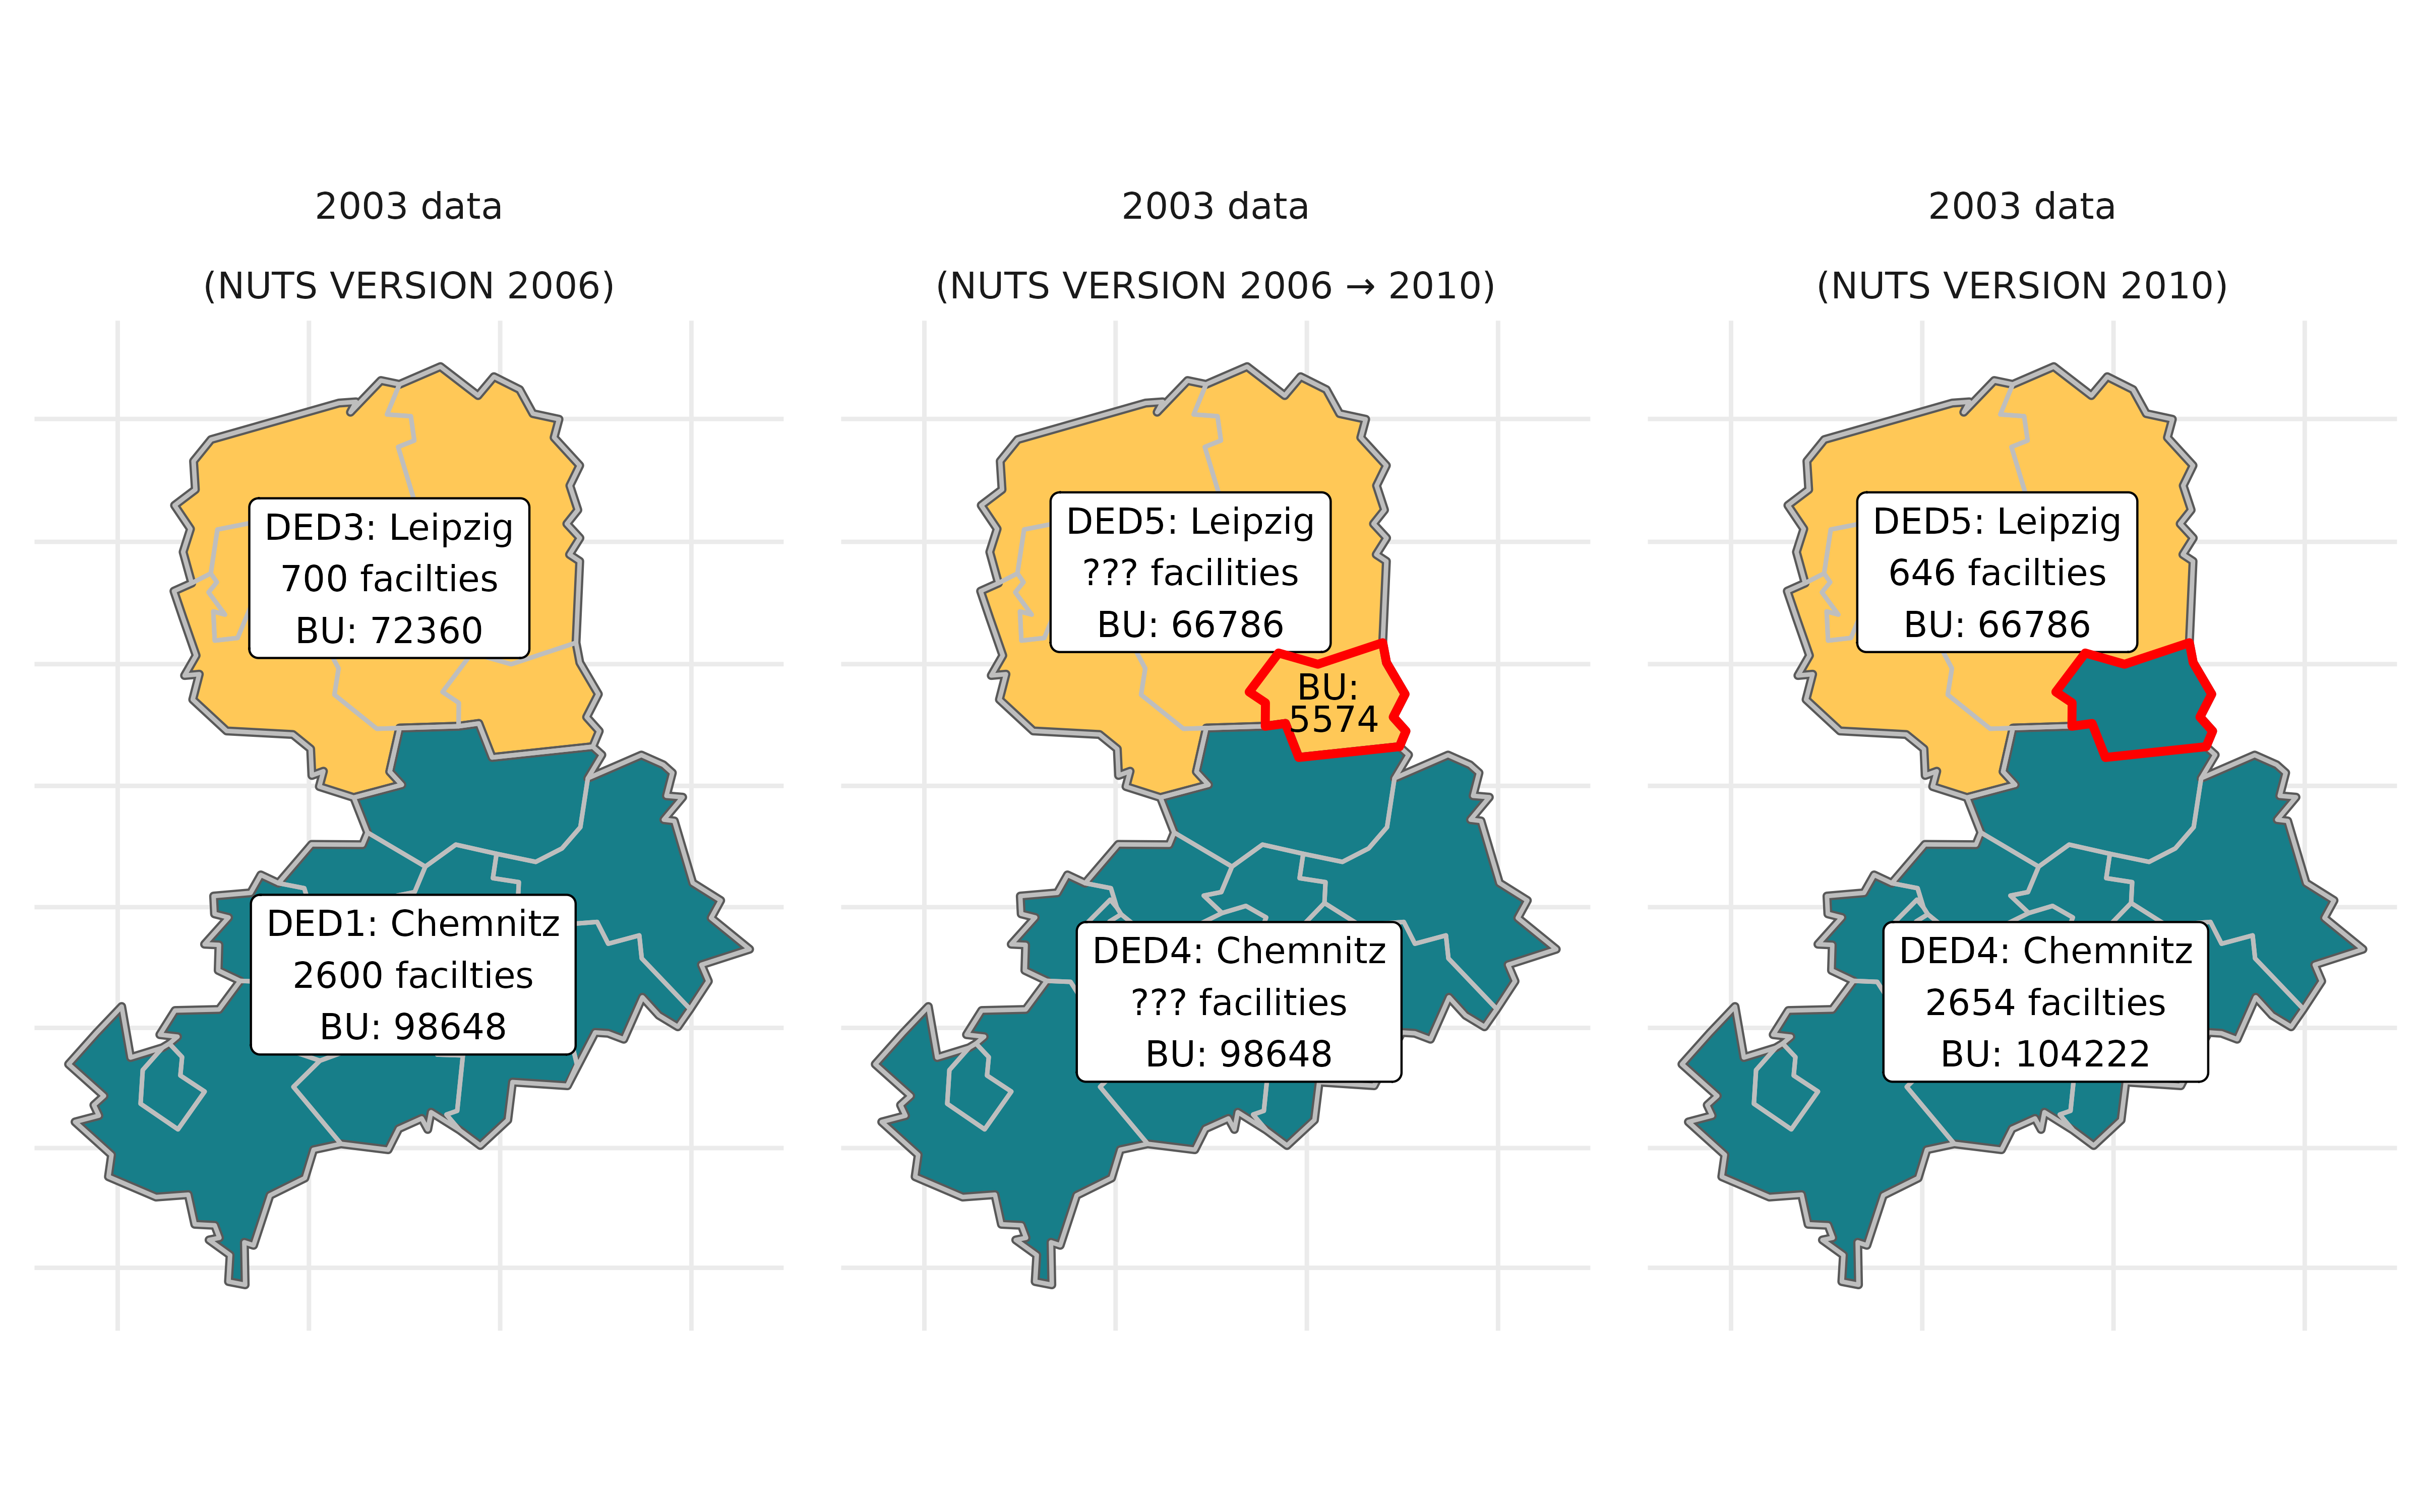 2003 data
(NUTS VERSION 2006)
DED3: Leipzig
700 facilties
BU: 72360
DED1: Chemnitz
2600 facilties
BU: 98648
2003 data
(NUTS VERSION 2006 → 2010)
DED5: Leipzig
??? facilities
BU: 66786
BU:
5574
DED4: Chemnitz
??? facilities
BU: 98648
2003 data
(NUTS VERSION 2010)
DED5: Leipzig
646 facilties
BU: 66786
DED4: Chemnitz
2654 facilties
BU: 104222